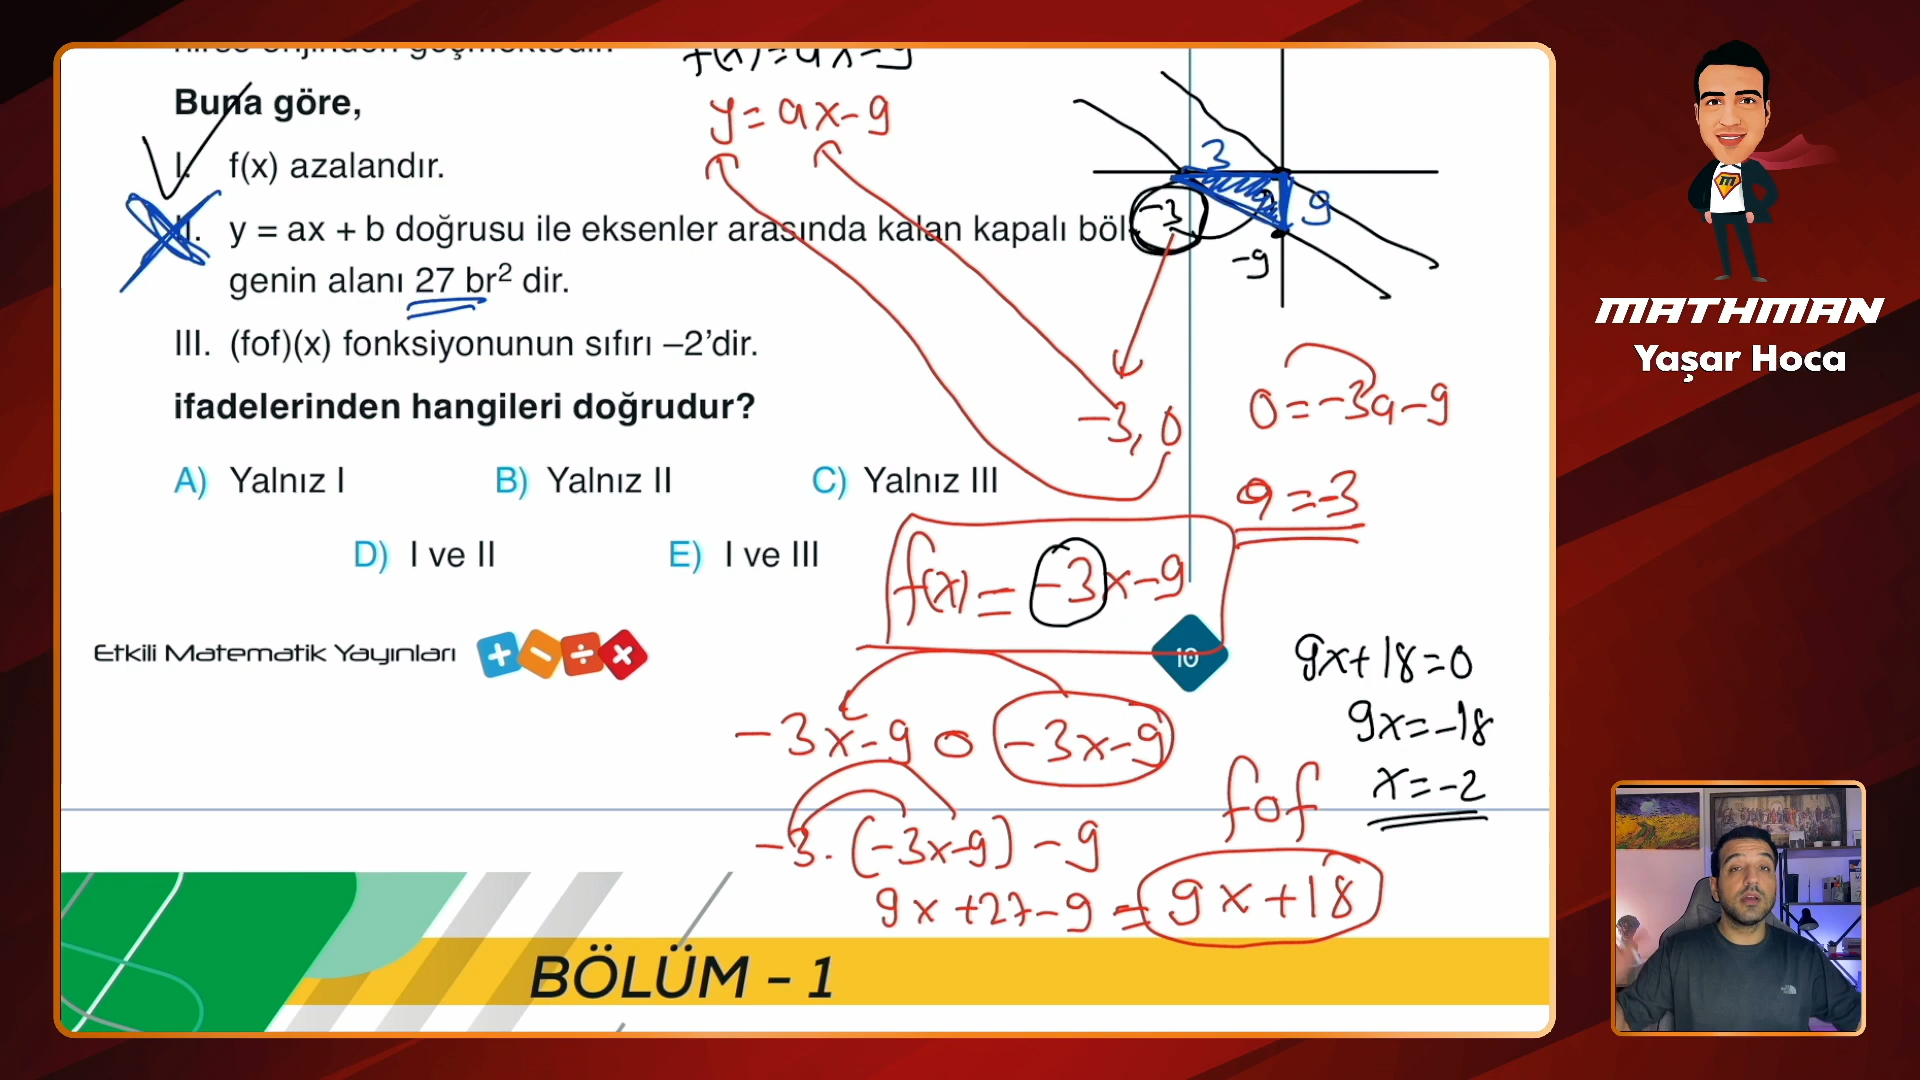 f(x)=ax-9
y=ax-9
Buna göre,
I. f(x) azalandır.
II. y = ax + b doğrusu ile eksenler arasında kalan kapalı böl
genin alanı 27 br² dir.
III. (fof)(x) fonksiyonunun sıfırı –2’dir.
ifadelerinden hangileri doğrudur?
A) Yalnız I B) Yalnız II C) Yalnız III
D) I ve II E) I ve III
3
9
-3
-9
-3, 0
0=-3a-9
a=-3
f(x)=-3x-9
Etkili Matematik Yayınları
+ - ÷ ×
10
-3x-9 o -3x-9
-3.(-3x-9)-9
9x+27-9=9x+18
fof
9x+18=0
9x=-18
x=-2
BÖLÜM - 1
M
MATHMAN
Yaşar Hoca